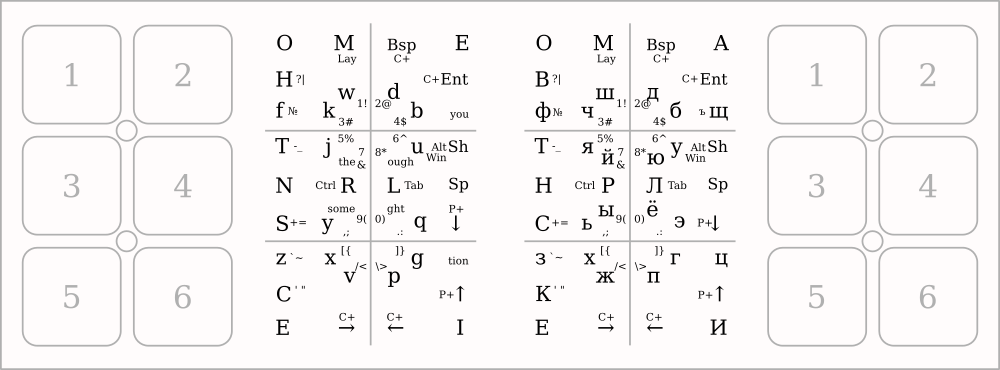 1 2
3 4
5 6
O M Lay Bsp C+ E
H ?| C+ Ent
w d
f № k 1! 3# 2@ 4$ b you
T -_ j 5% 6^ u Alt Sh
the 7 & 8* ough Win
N Ctrl R L Tab Sp
some ght P+
S += y 9( 0) q ↓
,; .:
z `~ x [{ ]} g tion
v /< \> p
C '" P+ ↑
E C+ → C+ ← I
O M Lay Bsp C+ А
В ?| C+ Ent
ш д
ф № ч 1! 3# 2@ 4$ б ъ щ
Т -_ я 5% 6^ у Alt Sh
й 7 & 8* ю Win
Н Ctrl Р Л Tab Sp
ы ё
С += ь 9( 0) э P+ ↓
,; .:
з `~ х [{ ]} г ц
ж /< \> п
К '" P+ ↑
Е C+ → C+ ← И
1 2
3 4
5 6